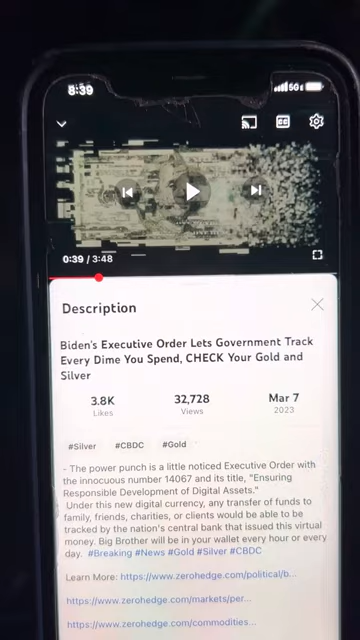 8:39
5G
CC
0:39 / 3:48
Description
Biden's Executive Order Lets Government Track
Every Dime You Spend, CHECK Your Gold and
Silver
3.8K
32,728
Mar 7
Likes
Views
2023
#Silver
#CBDC
#Gold
- The power punch is a little noticed Executive Order with
the innocuous number 14067 and its title, "Ensuring
Responsible Development of Digital Assets."
Under this new digital currency, any transfer of funds to
family, friends, charities, or clients would be able to be
tracked by the nation's central bank that issued this virtual
money. Big Brother will be in your wallet every hour or every
day. #Breaking #News #Gold #Silver #CBDC
Learn More: https://www.zerohedge.com/political/b...
https://www.zerohedge.com/markets/per...
https://www.zerohedge.com/commodities...